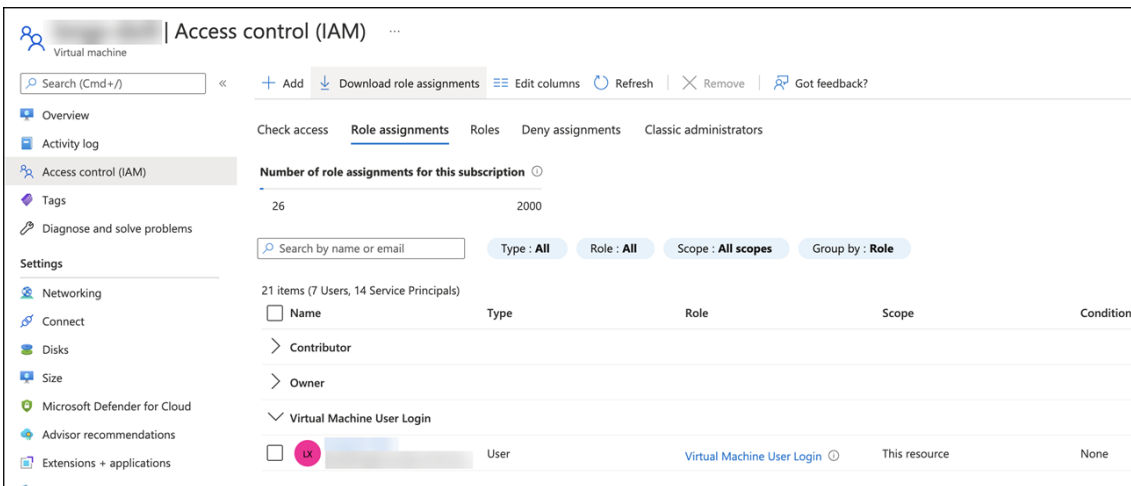 | Access control (IAM) ...
Virtual machine
Search (Cmd+/) «
Overview
Activity log
Access control (IAM)
Tags
Diagnose and solve problems
Settings
Networking
Connect
Disks
Size
Microsoft Defender for Cloud
Advisor recommendations
Extensions + applications
Add Download role assignments Edit columns Refresh Remove Got feedback?
Check access Role assignments Roles Deny assignments Classic administrators
Number of role assignments for this subscription
26 2000
Search by name or email Type : All Role : All Scope : All scopes Group by : Role
21 items (7 Users, 14 Service Principals)
Name Type Role Scope Condition
Contributor
Owner
Virtual Machine User Login
LX User Virtual Machine User Login This resource None